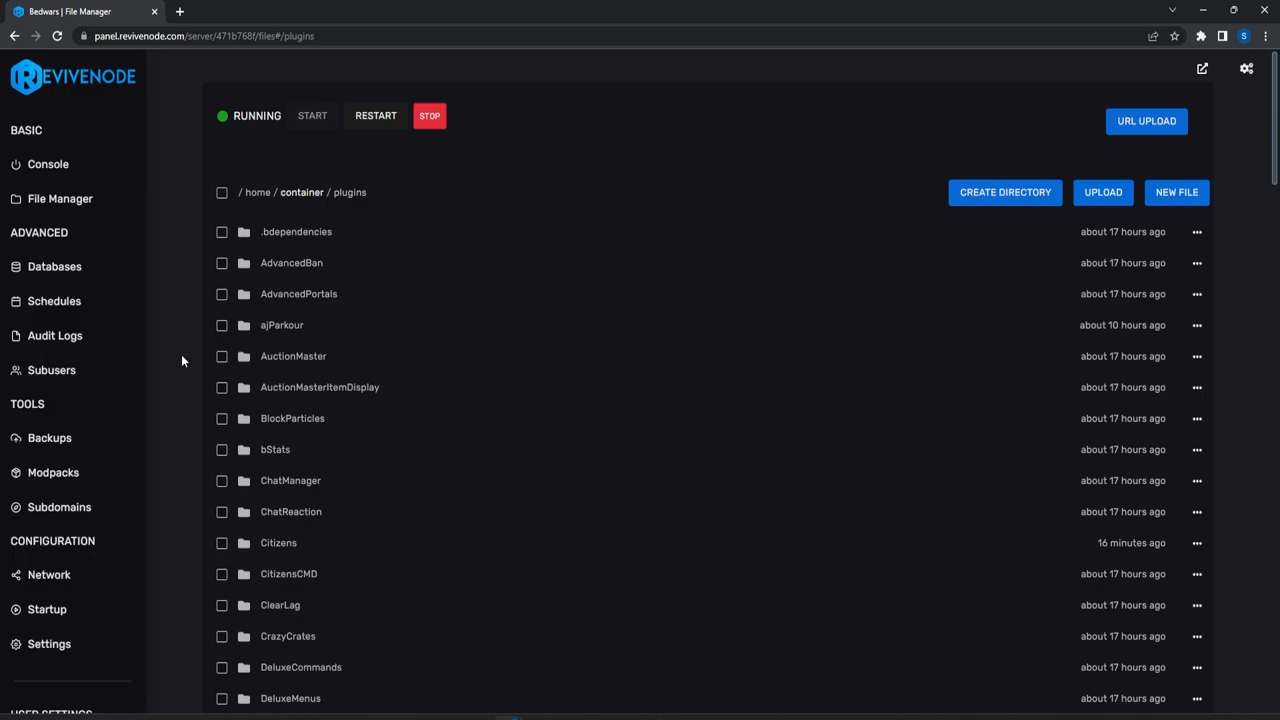 Bedwars | File Manager
panel.revivenode.com/server/471b768f/files#/plugins
S
REVIVENODE
BASIC
Console
File Manager
ADVANCED
Databases
Schedules
Audit Logs
Subusers
TOOLS
Backups
Modpacks
Subdomains
CONFIGURATION
Network
Startup
Settings
USER SETTINGS
RUNNING START RESTART STOP
URL UPLOAD
/ home / container / plugins
CREATE DIRECTORY UPLOAD NEW FILE
.bdependencies about 17 hours ago
AdvancedBan about 17 hours ago
AdvancedPortals about 17 hours ago
ajParkour about 10 hours ago
AuctionMaster about 17 hours ago
AuctionMasterItemDisplay about 17 hours ago
BlockParticles about 17 hours ago
bStats about 17 hours ago
ChatManager about 17 hours ago
ChatReaction about 17 hours ago
Citizens 16 minutes ago
CitizensCMD about 17 hours ago
ClearLag about 17 hours ago
CrazyCrates about 17 hours ago
DeluxeCommands about 17 hours ago
DeluxeMenus about 17 hours ago